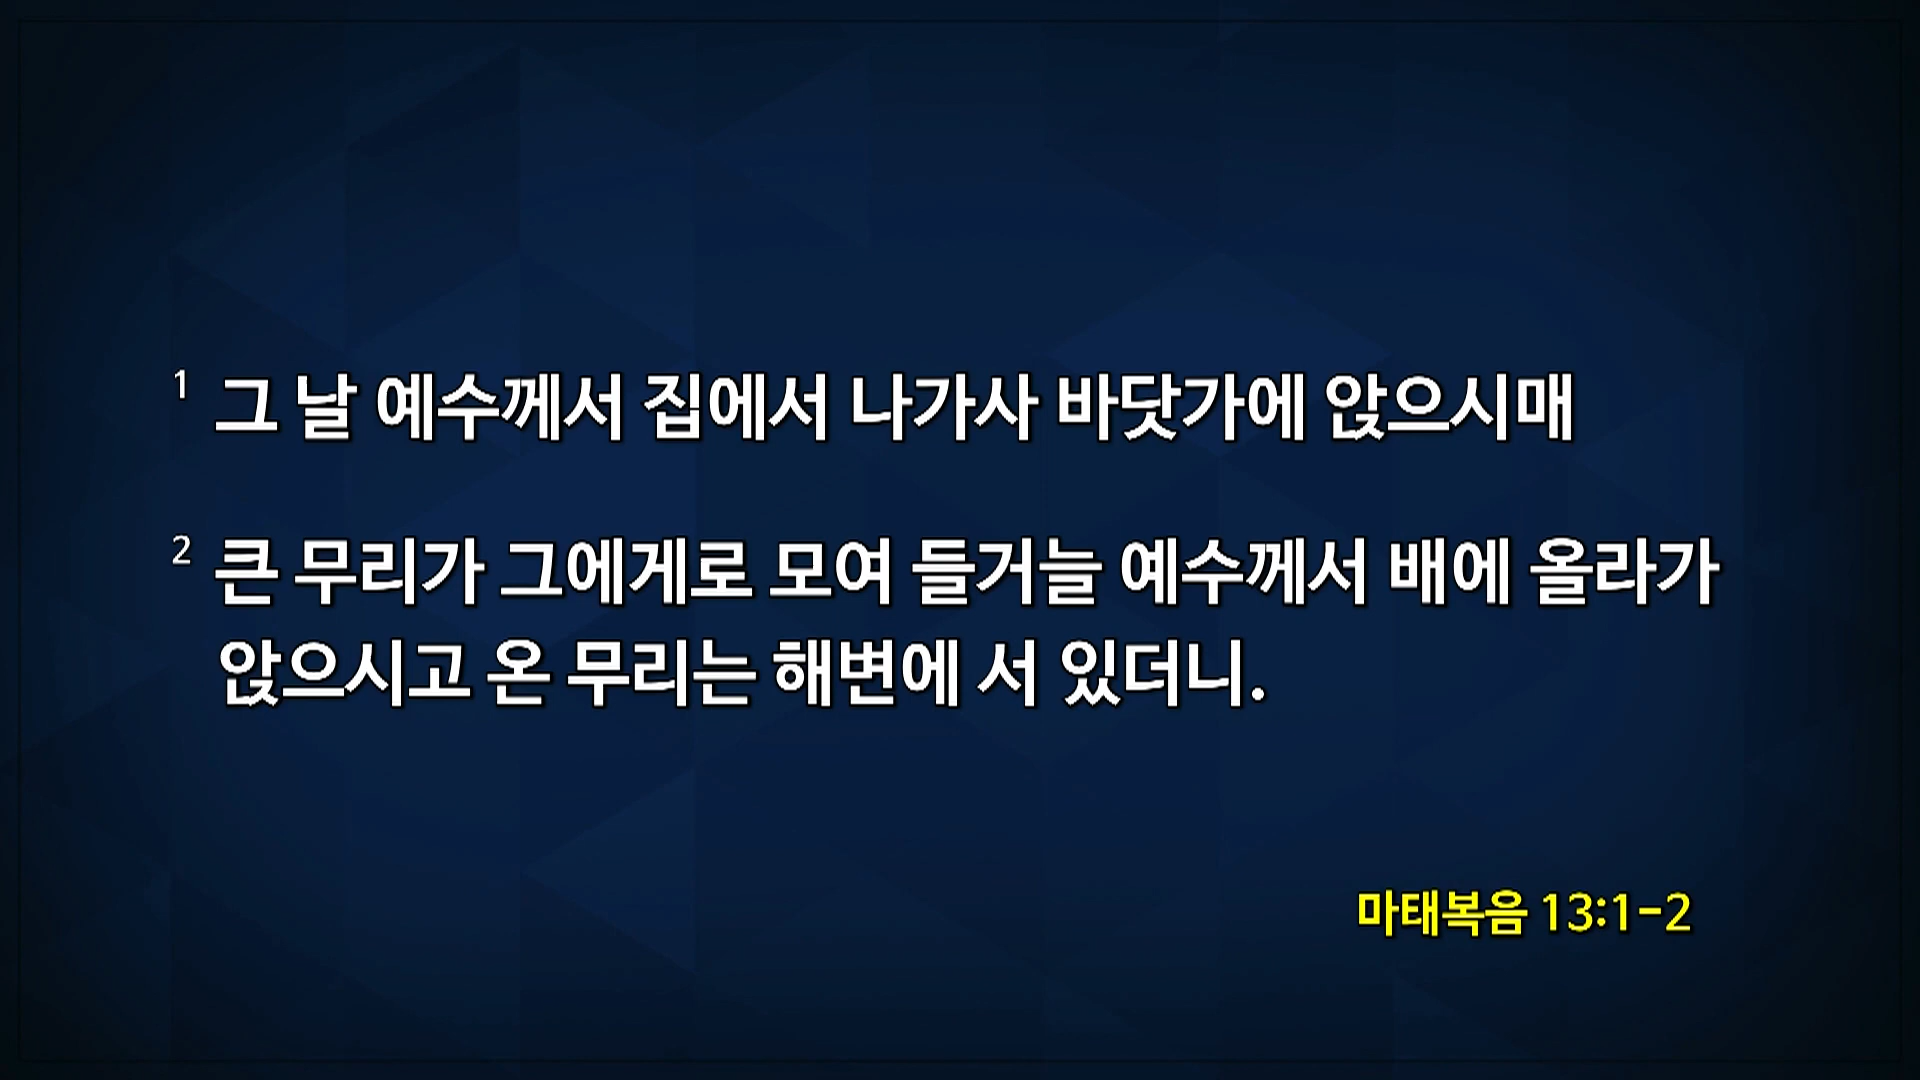 1 그 날 예수께서 집에서 나가사 바닷가에 앉으시매
2 큰 무리가 그에게로 모여 들거늘 예수께서 배에 올라가
앉으시고 온 무리는 해변에 서 있더니.
마태복음 13:1-2